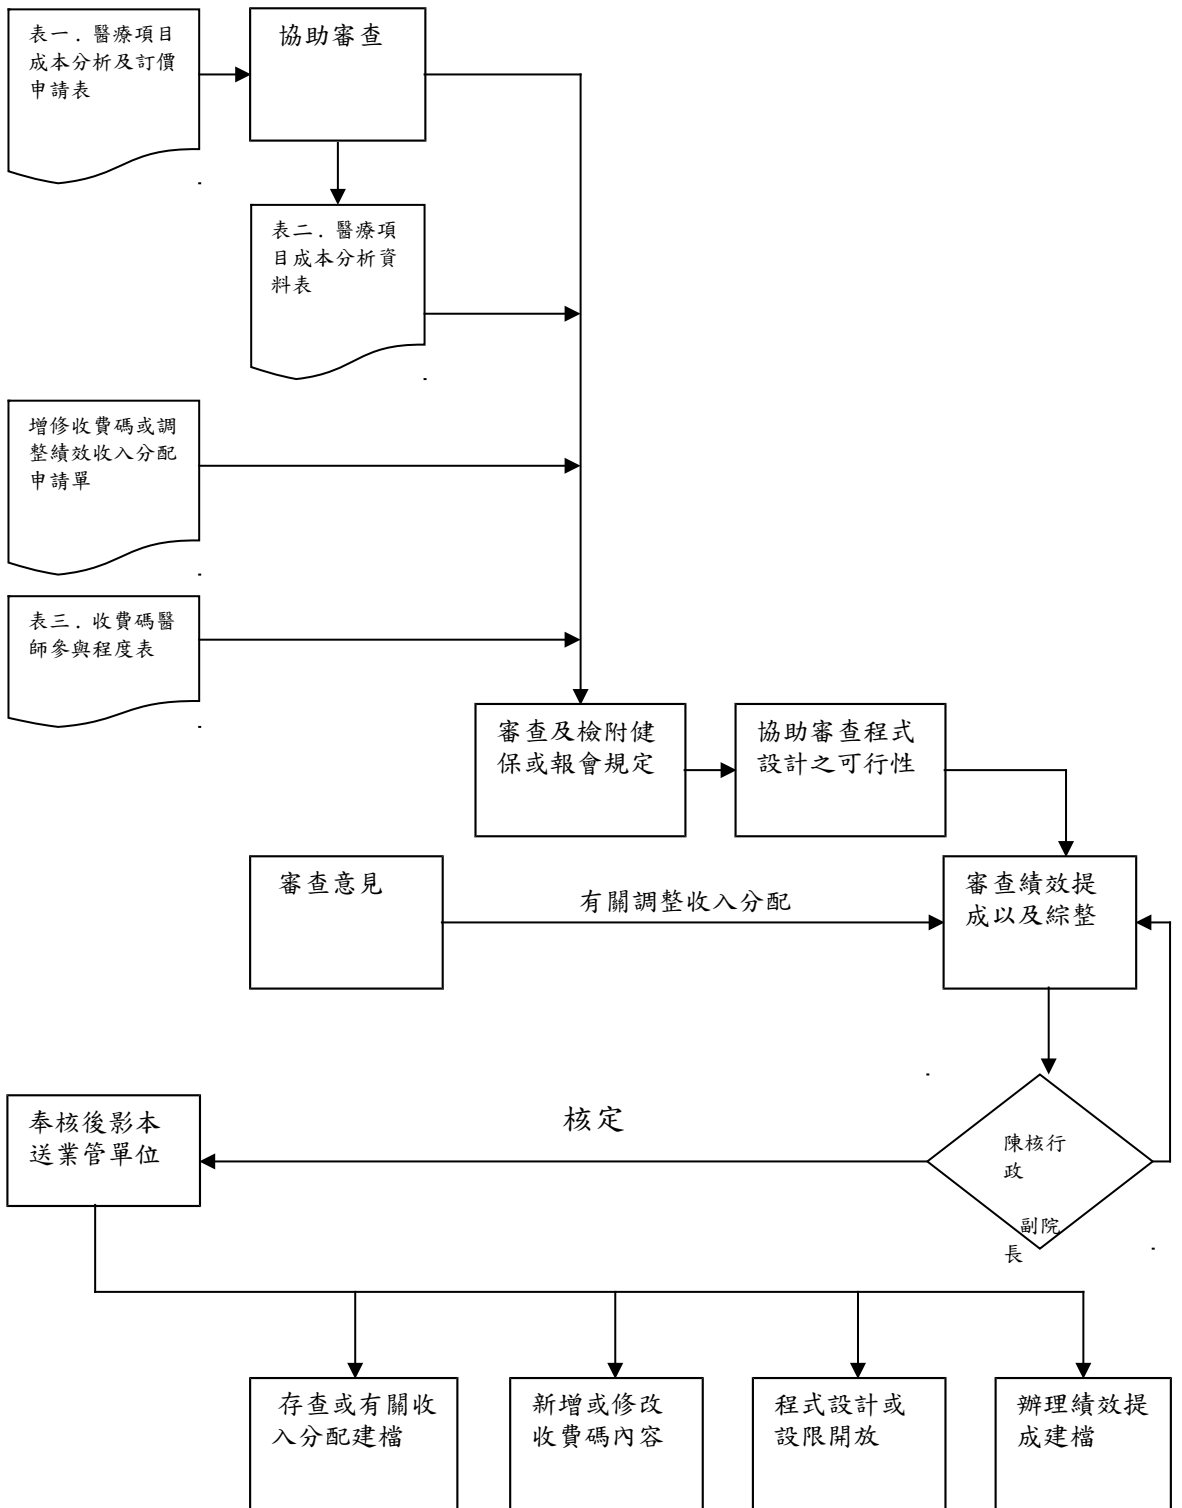 表一﹒醫療項目
成本分析及訂價
申請表
協助審查
表二﹒醫療項
目成本分析資
料表
增修收費碼或調
整績效收入分配
申請單
表三﹒收費碼醫
師參與程度表
審查及檢附健
保或報會規定
協助審查程式
設計之可行性
審查意見
有關調整收入分配
審查績效提
成以及綜整
奉核後影本
送業管單位
核定
陳核行
政
副院
長
存查或有關收
入分配建檔
新增或修改
收費碼內容
程式設計或
設限開放
辦理績效提
成建檔